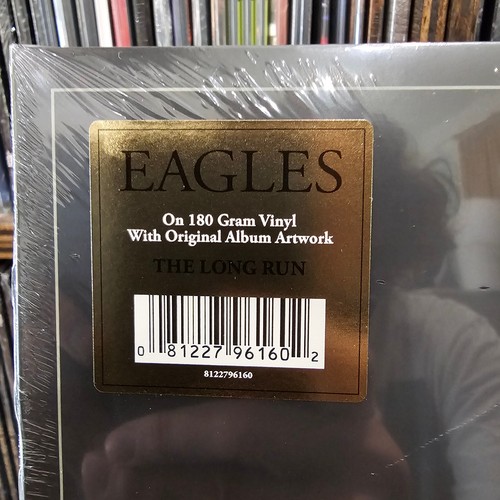 EAGLES
On 180 Gram Vinyl
With Original Album Artwork
THE LONG RUN
0 81227 96160 2
8122796160